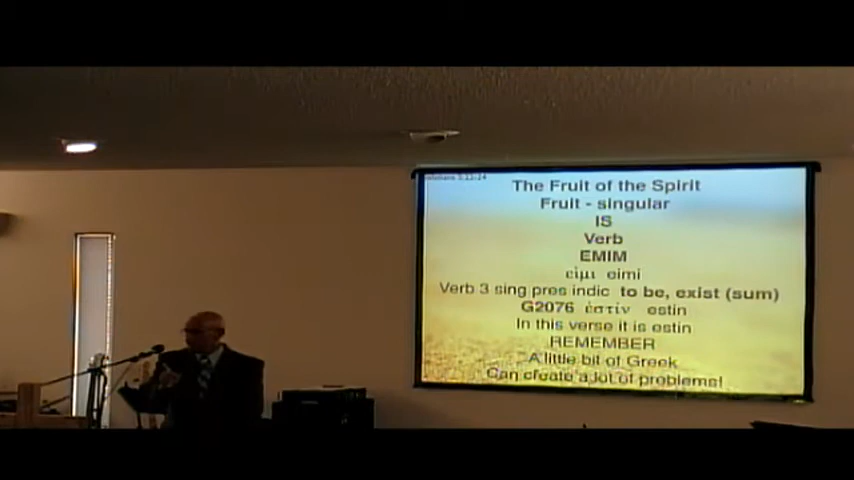 The Fruit of the Spirit
Fruit - singular
IS
Verb
EMIM
εἰμι eimi
Verb 3 sing pres indic to be, exist (sum)
G2076 ἐστίν estin
In this verse it is estin
REMEMBER
A little bit of Greek
Can create a lot of problems!